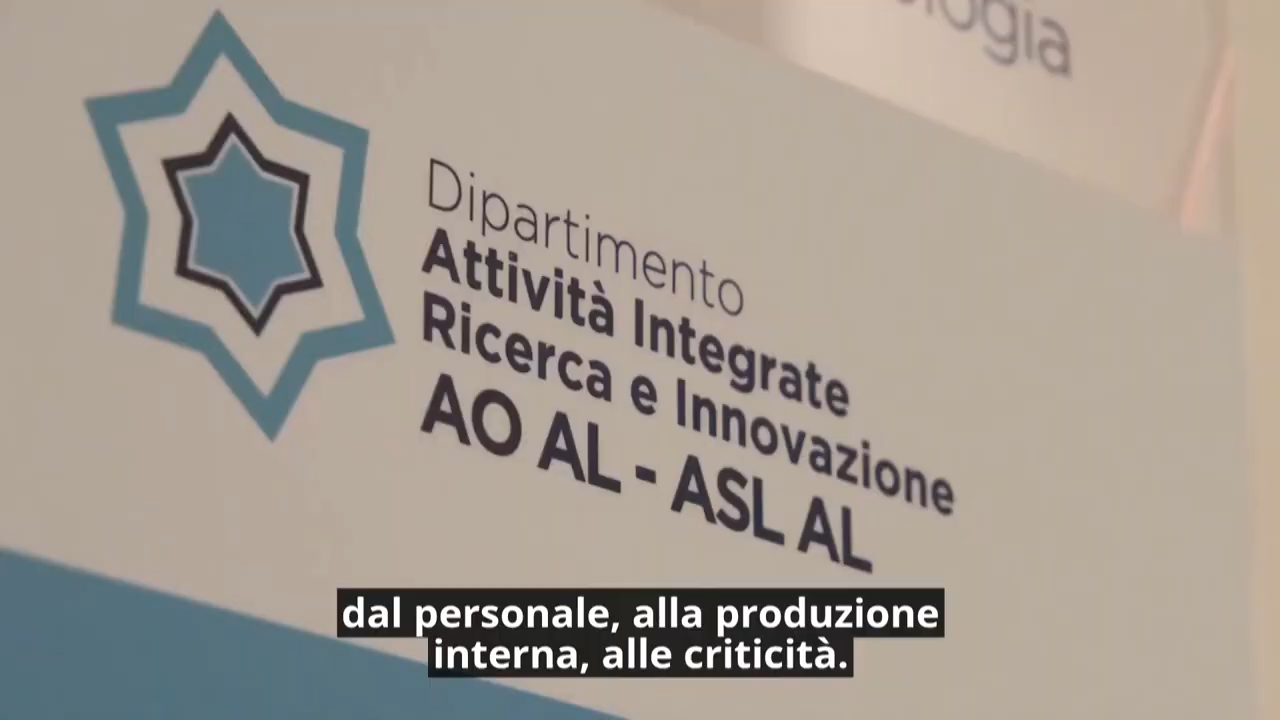 Dipartimento
Attività Integrate
Ricerca e Innovazione
AO AL - ASL AL
dal personale, alla produzione
interna, alle criticità.